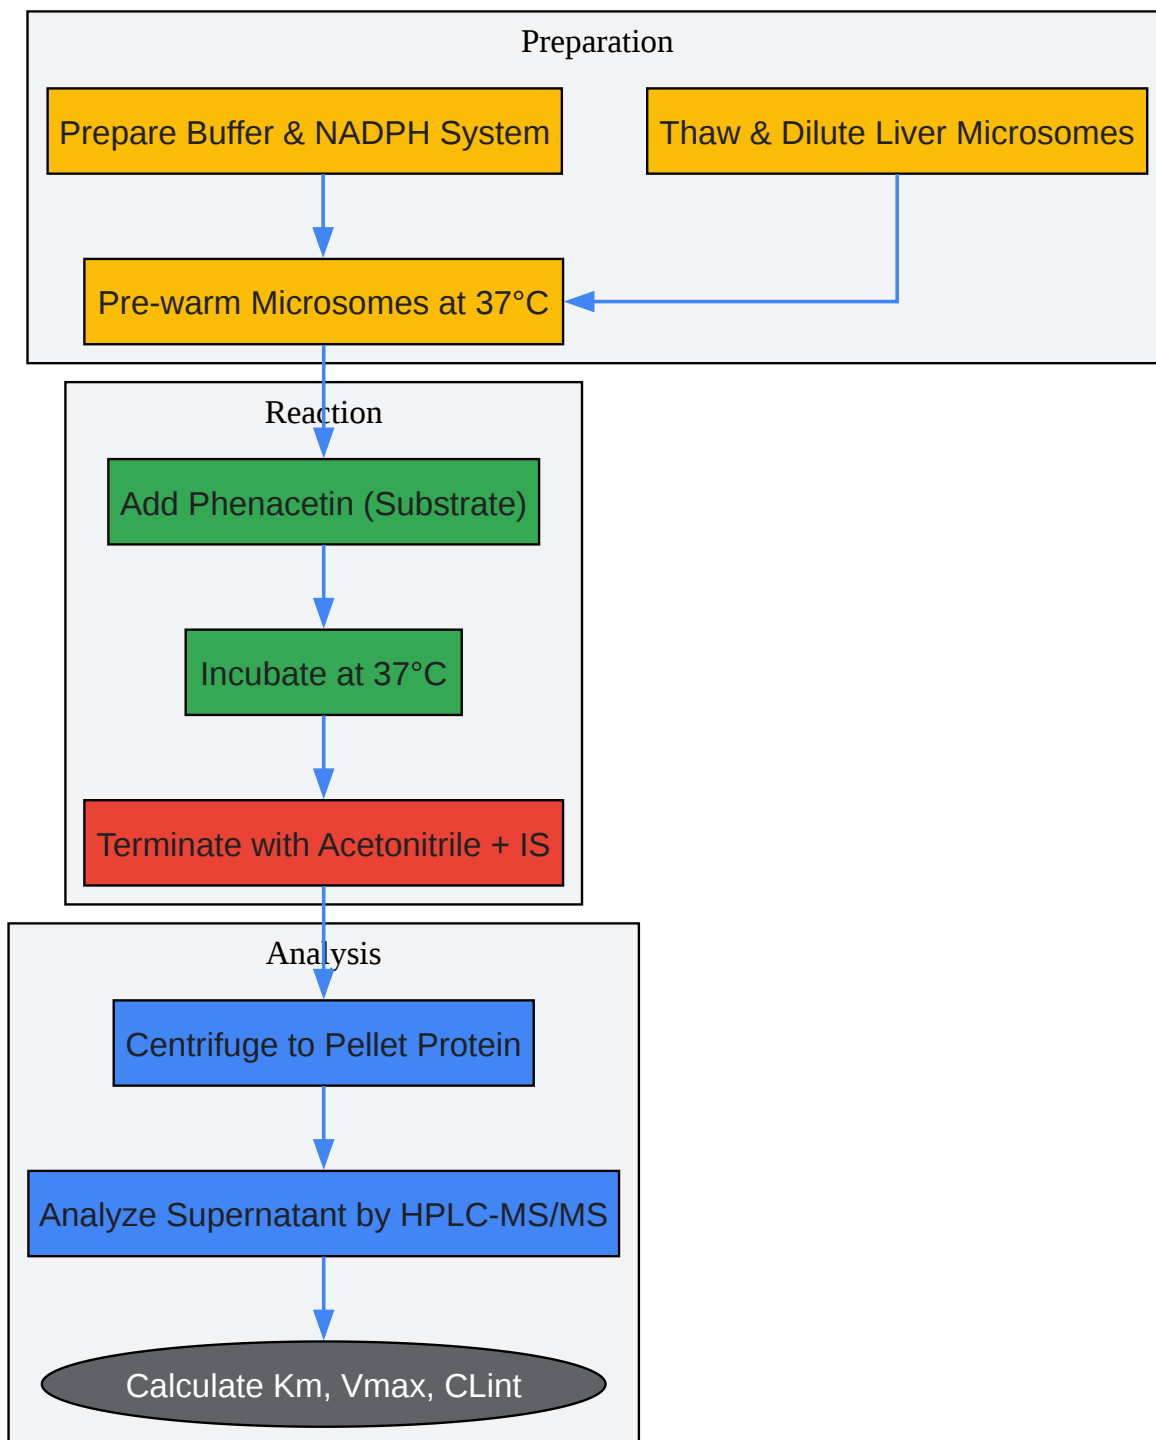 Preparation
Prepare Buffer & NADPH System
Thaw & Dilute Liver Microsomes
Pre-warm Microsomes at 37°C
Reaction
Add Phenacetin (Substrate)
Incubate at 37°C
Terminate with Acetonitrile + IS
Analysis
Centrifuge to Pellet Protein
Analyze Supernatant by HPLC-MS/MS
Calculate Km, Vmax, CLint